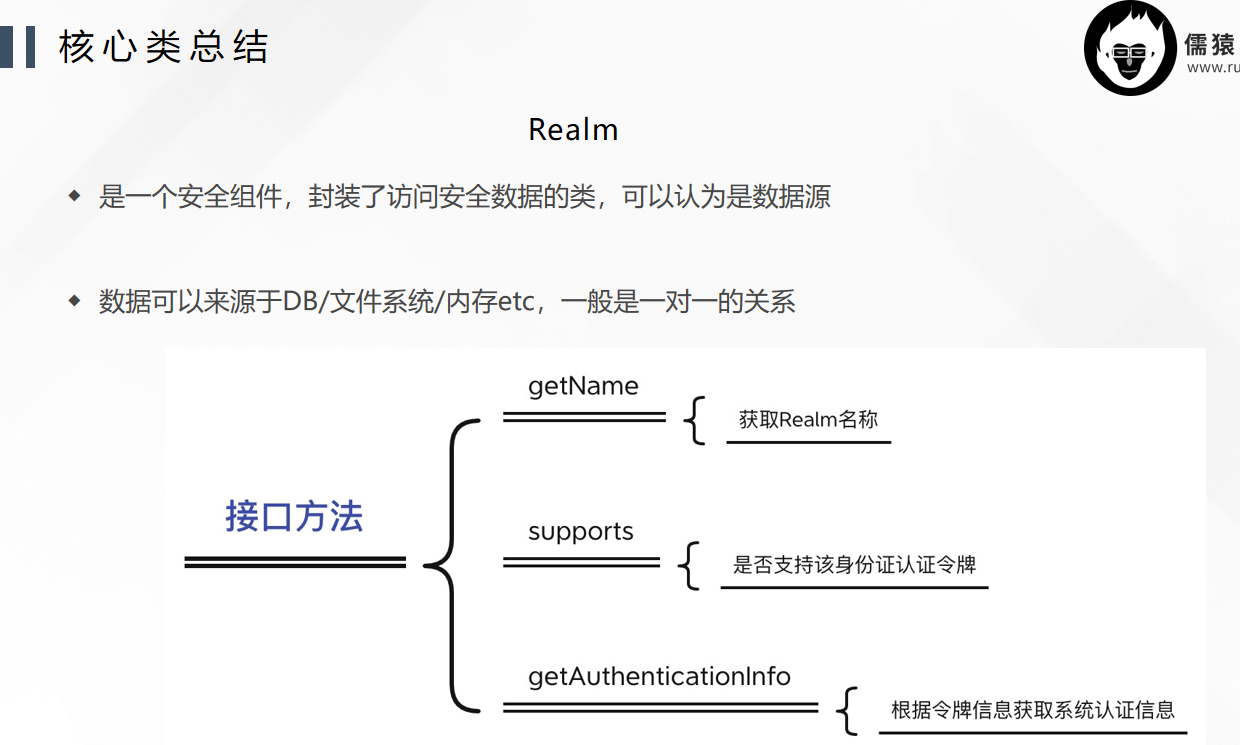 核心类总结
儒猿
www.ru
Realm
是一个安全组件，封装了访问安全数据的类，可以认为是数据源
数据可以来源于DB/文件系统/内存etc，一般是一对一的关系
接口方法
getName
获取Realm名称
supports
是否支持该身份证认证令牌
getAuthenticationInfo
根据令牌信息获取系统认证信息